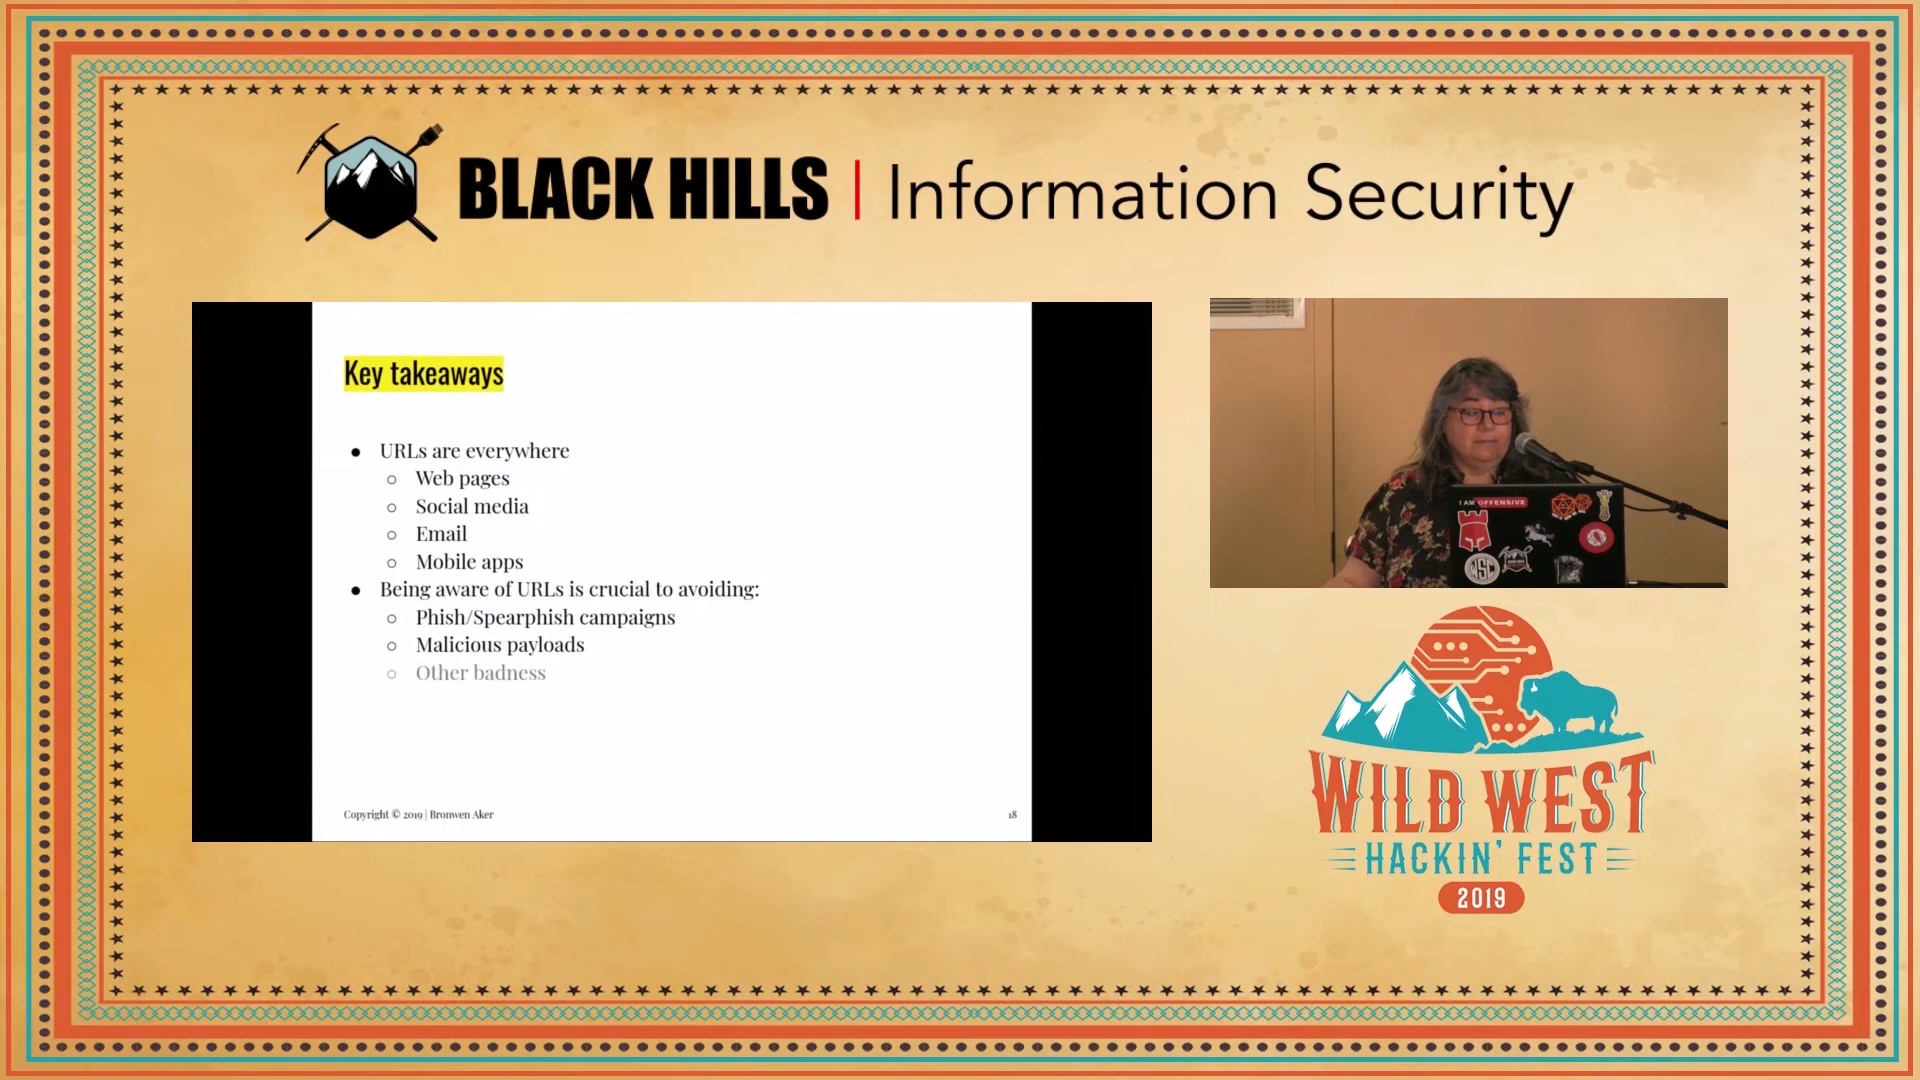 BLACK HILLS | Information Security
Key takeaways
● URLs are everywhere
○ Web pages
○ Social media
○ Email
○ Mobile apps
● Being aware of URLs is crucial to avoiding:
○ Phish/Spearphish campaigns
○ Malicious payloads
○ Other badness
Copyright © 2019 | Bronwen Aker
18
I AM OFFENSIVE
WSC
WILD WEST
HACKIN' FEST
2019